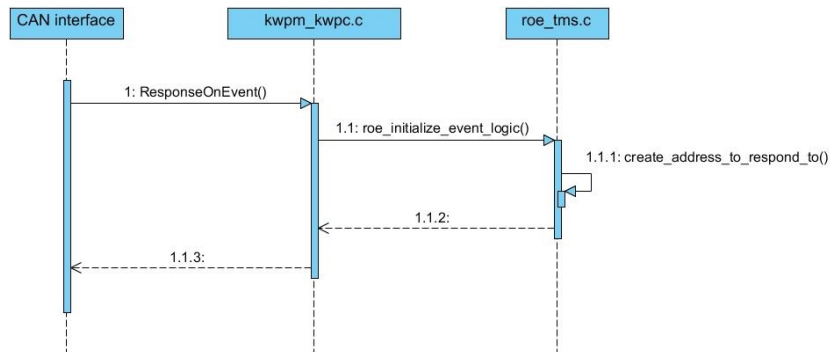 CAN interface
kwpm_kwpc.c
roe_tms.c
1: ResponseOnEvent()
1.1: roe_initialize_event_logic()
1.1.1: create_address_to_respond_to()
1.1.2:
1.1.3: